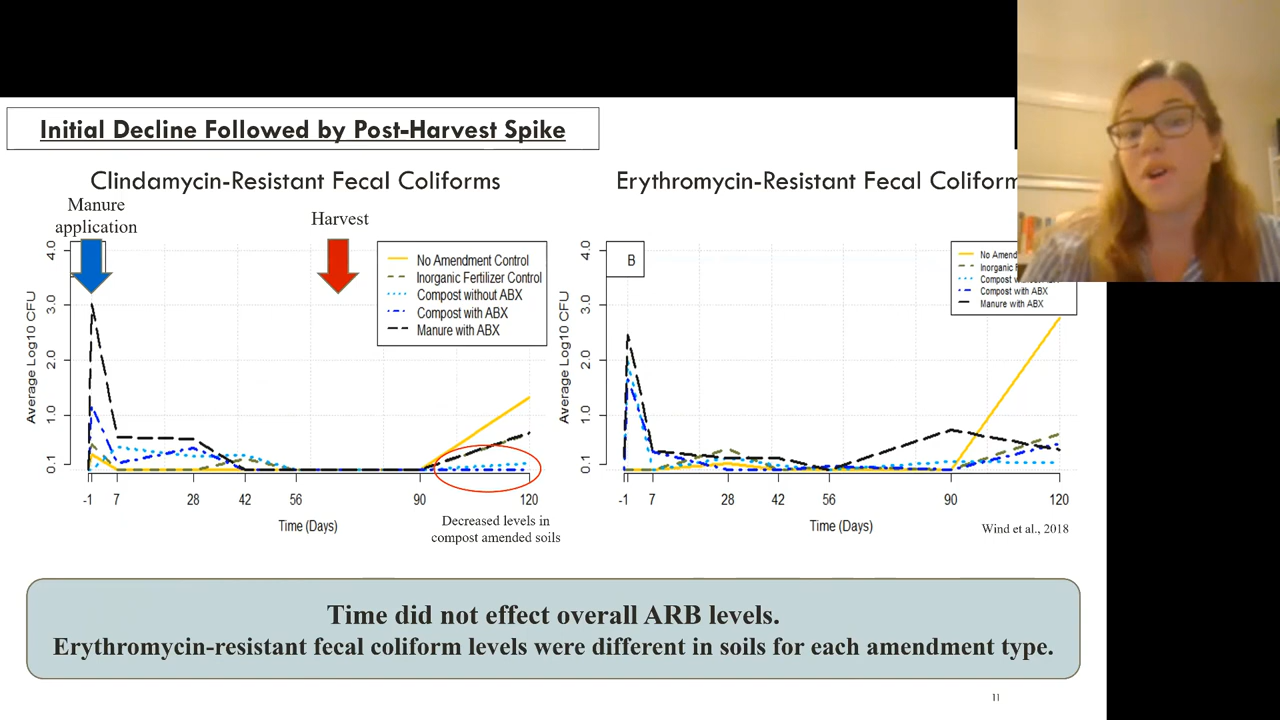 Initial Decline Followed by Post-Harvest Spike
Clindamycin-Resistant Fecal Coliforms
Manure
application
Harvest
4.0
3.0
2.0
1.0
0.1
Average Log10 CFU
No Amendment Control
Inorganic Fertilizer Control
Compost without ABX
Compost with ABX
Manure with ABX
-1 7 28 42 56 90 120
Time (Days)
Decreased levels in
compost amended soils
Erythromycin-Resistant Fecal Coliform
B
4.0
3.0
2.0
1.0
0.1
Average Log10 CFU
No Amend
Inorganic F
Compost
Compost with ABX
Manure with ABX
-1 7 28 42 56 90 120
Time (Days)
Wind et al., 2018
Time did not effect overall ARB levels.
Erythromycin-resistant fecal coliform levels were different in soils for each amendment type.
11